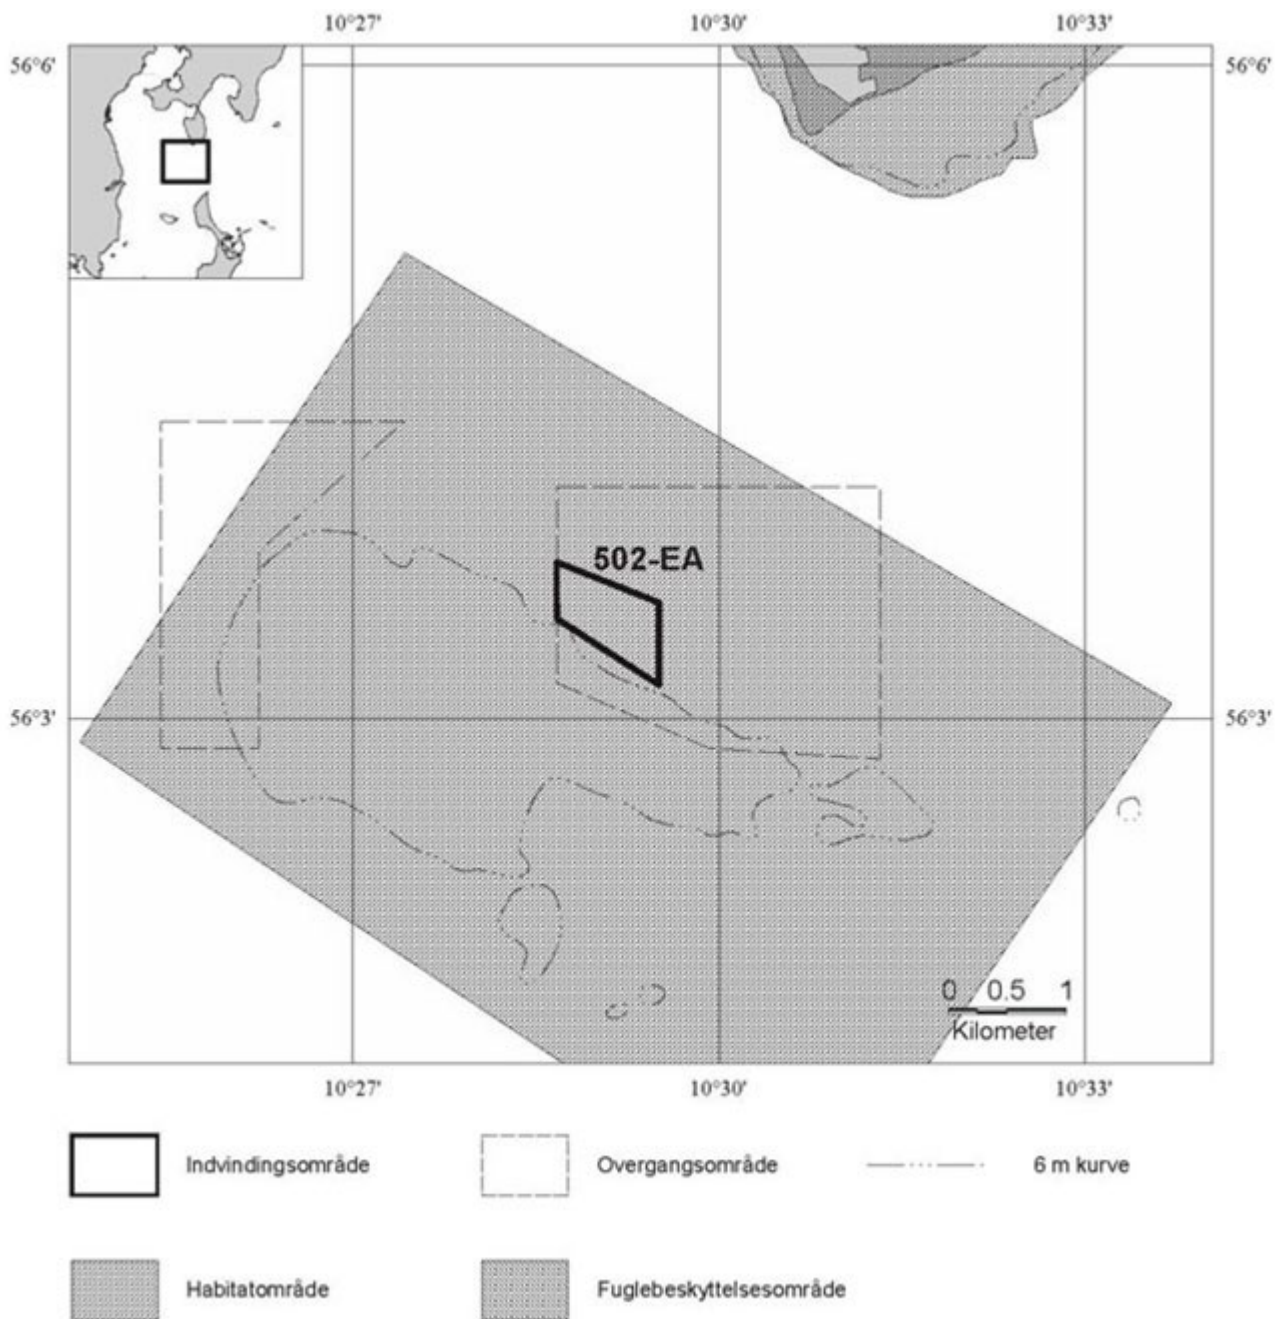 10°27' 10°30' 10°33'
56°6' 56°6'
502-EA
56°3' 56°3'
0 0.5 1
Kilometer
10°27' 10°30' 10°33'
Indvindingsområde Overgangsområde 6 m kurve
Habitatområde Fuglebeskyttelsesområde